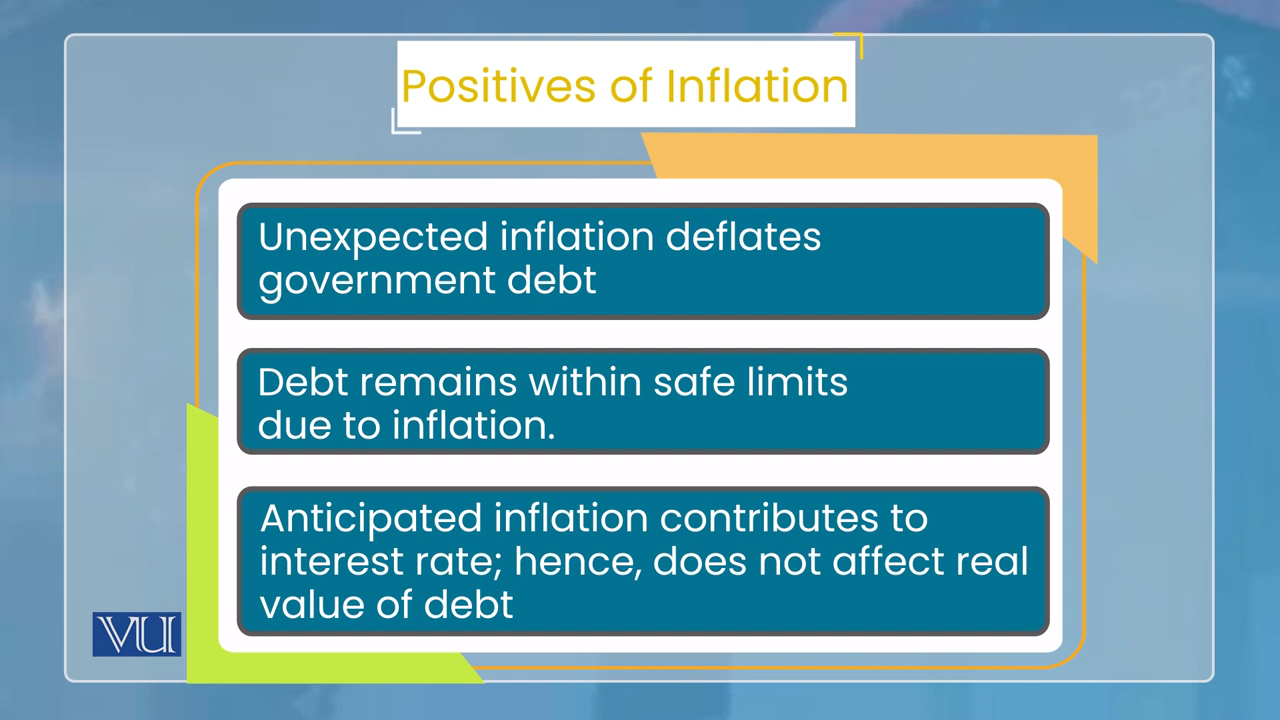 Positives of Inflation
Unexpected inflation deflates
government debt
Debt remains within safe limits
due to inflation.
Anticipated inflation contributes to
interest rate; hence, does not affect real
value of debt
VU